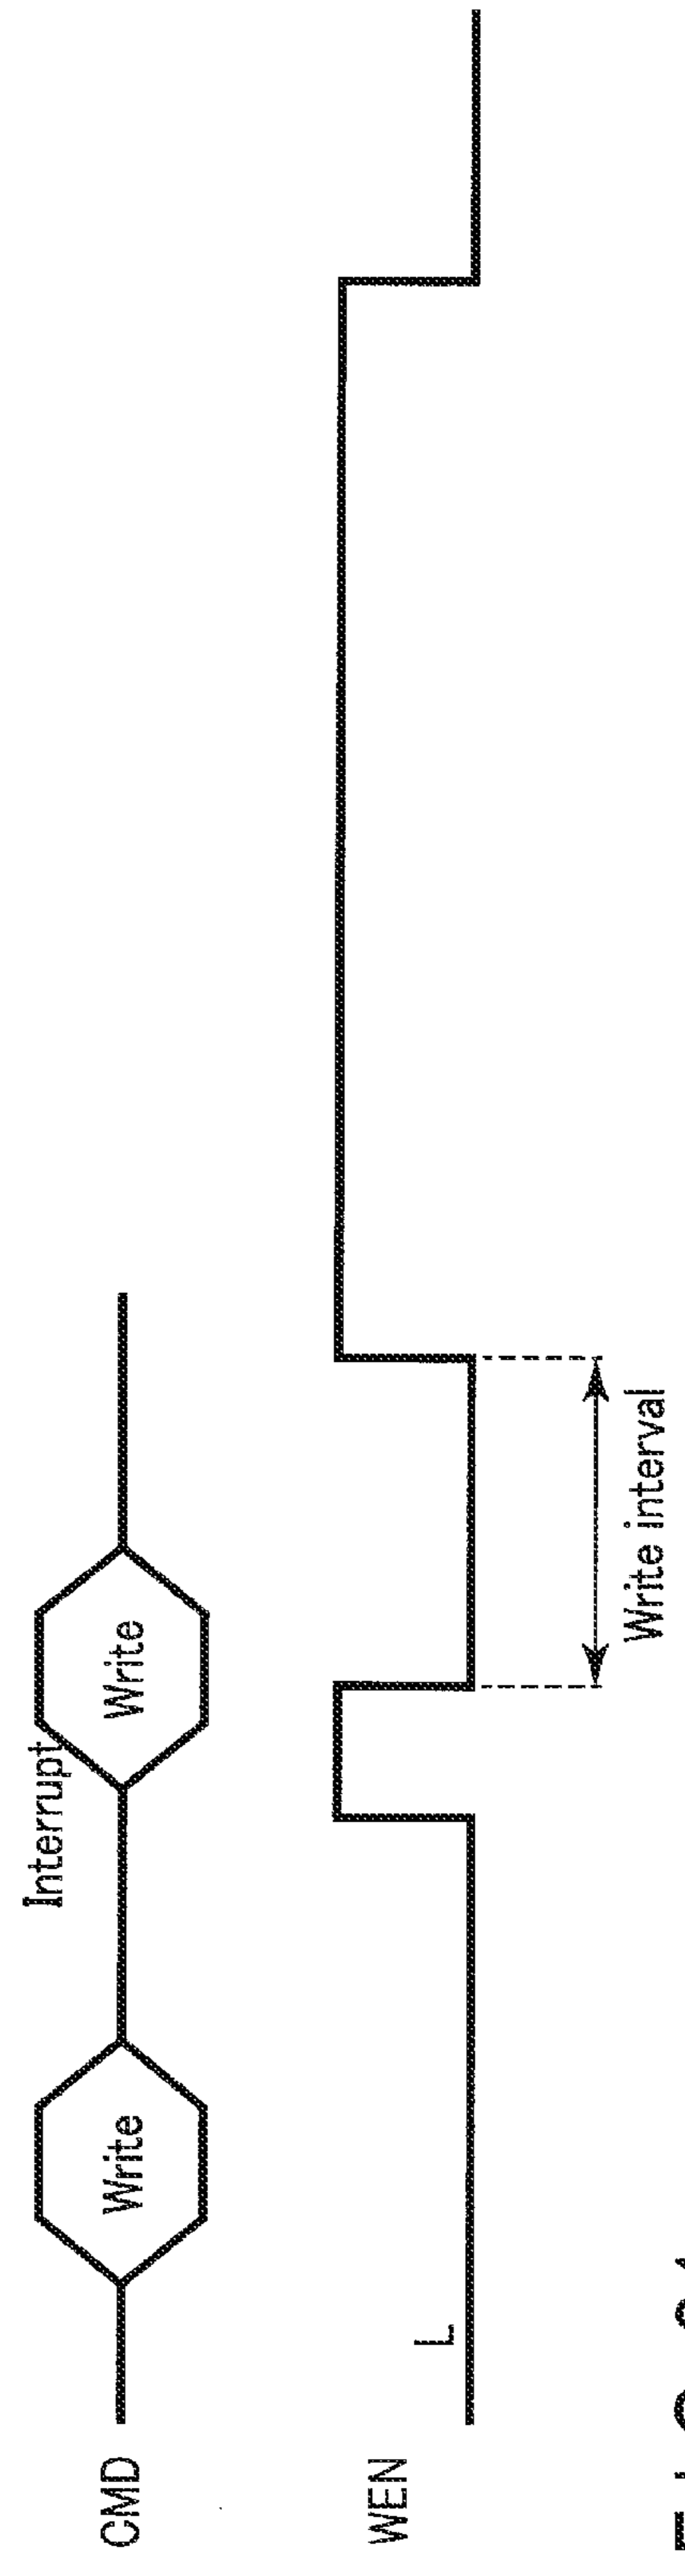 Interrupt
CMD
Write
Write
WEN
L
Write interval